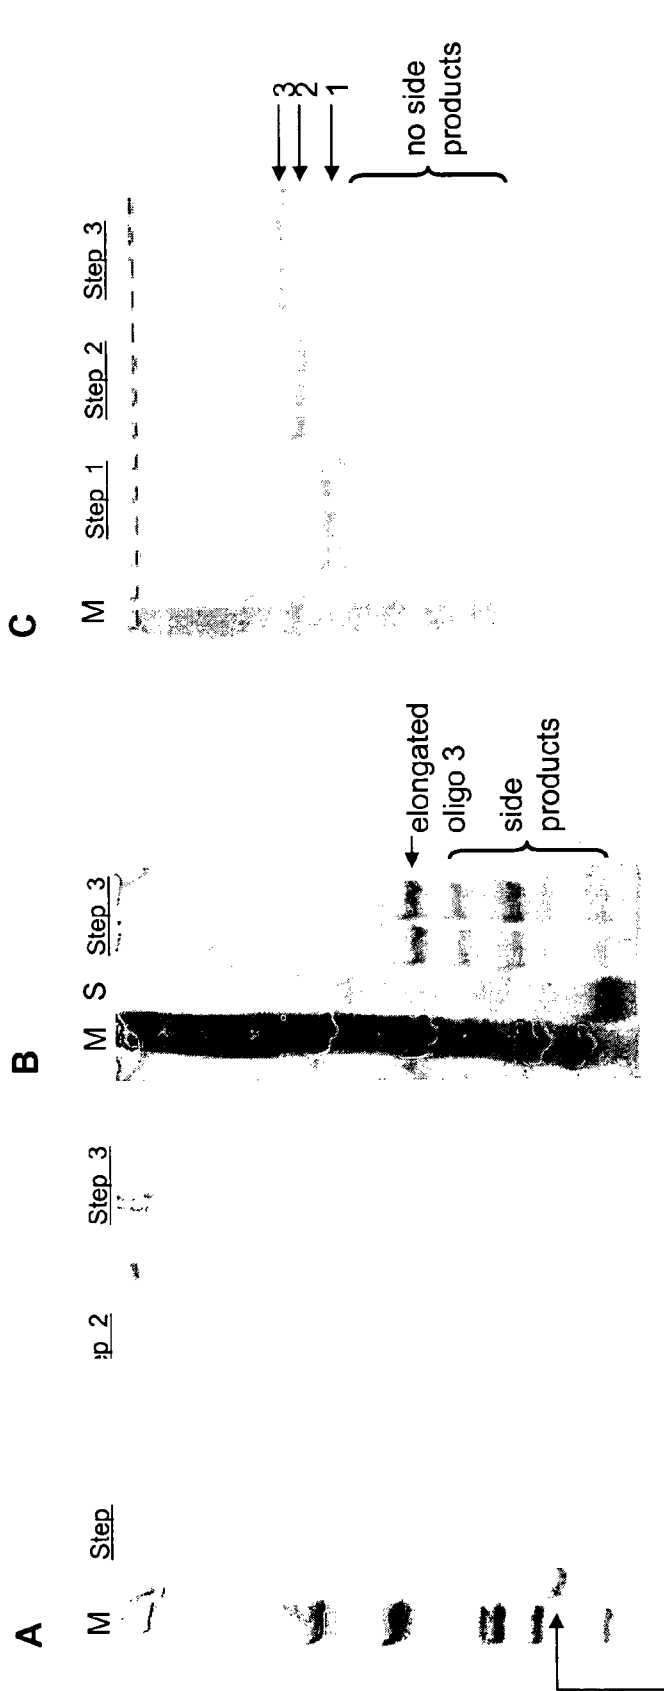 A
M
Step
ep 2
Step 3
B
M
S
Step 3
elongated
oligo 3
side
products
C
M
Step 1
Step 2
Step 3
3
2
1
no side
products